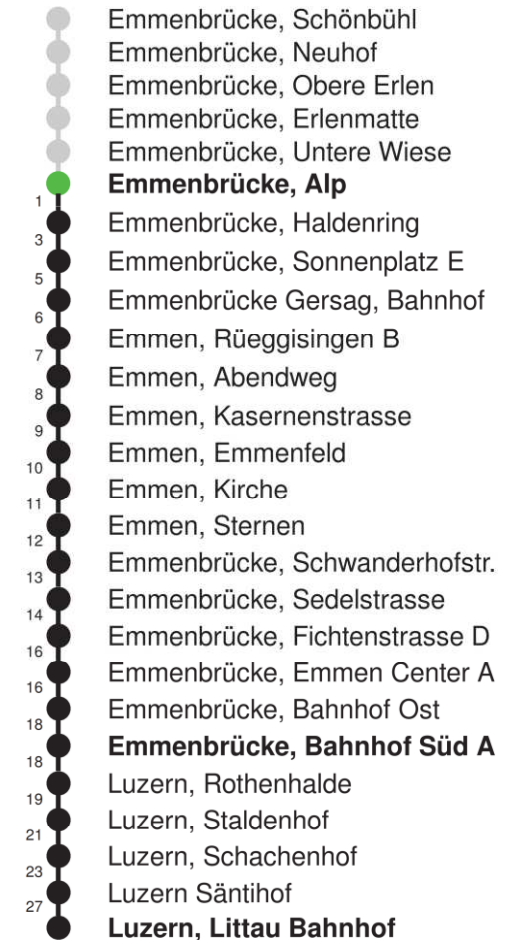 Emmenbrücke, Schönbühl
Emmenbrücke, Neuhof
Emmenbrücke, Obere Erlen
Emmenbrücke, Erlenmatte
Emmenbrücke, Untere Wiese
Emmenbrücke, Alp
1
Emmenbrücke, Haldenring
3
Emmenbrücke, Sonnenplatz E
5
Emmenbrücke Gersag, Bahnhof
6
Emmen, Rüeggisingen B
7
Emmen, Abendweg
8
Emmen, Kasernenstrasse
9
Emmen, Emmenfeld
10
Emmen, Kirche
11
Emmen, Sternen
12
Emmenbrücke, Schwanderhofstr.
13
Emmenbrücke, Sedelstrasse
14
Emmenbrücke, Fichtenstrasse D
16
Emmenbrücke, Emmen Center A
16
Emmenbrücke, Bahnhof Ost
18
Emmenbrücke, Bahnhof Süd A
18
Luzern, Rothenhalde
19
Luzern, Staldenhof
21
Luzern, Schachenhof
23
Luzern Säntihof
27
Luzern, Littau Bahnhof